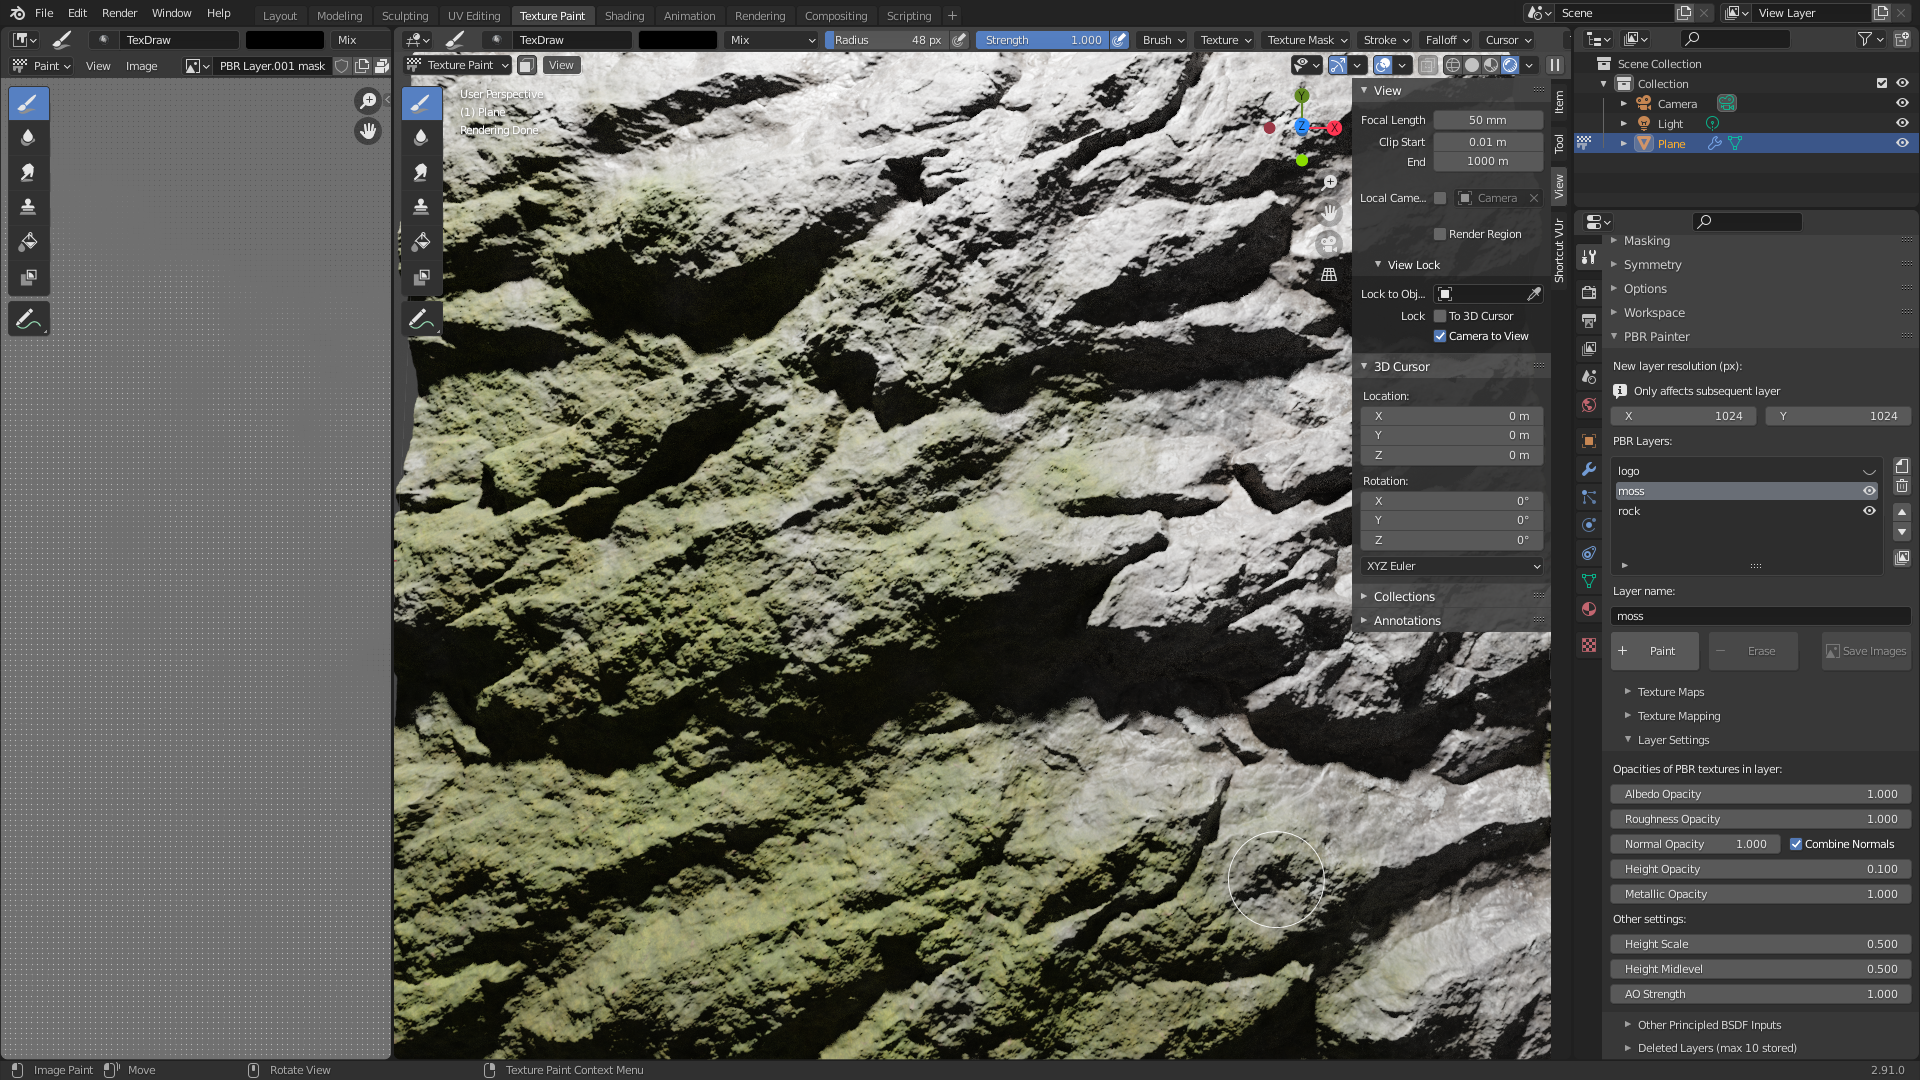 File Edit Render Window Help Layout Modeling Sculpting UV Editing Texture Paint Shading Animation Rendering Compositing Scripting + Scene View Layer
TexDraw Mix TexDraw Mix Radius 48 px Strength 1.000 Brush Texture Texture Mask Stroke Falloff Cursor
Paint View Image PBR Layer.001 mask Texture Paint View
User Perspective
(1) Plane
Rendering Done
Y
Z
X
View
Focal Length 50 mm
Clip Start 0.01 m
End 1000 m
Local Came... Camera
Render Region
View Lock
Lock to Obj...
Lock To 3D Cursor
Camera to View
3D Cursor
Location:
X 0 m
Y 0 m
Z 0 m
Rotation:
X 0°
Y 0°
Z 0°
XYZ Euler
Collections
Annotations
Item
Tool
View
Shortcut VUr
Scene Collection
Collection
Camera
Light
Plane
Masking
Symmetry
Options
Workspace
PBR Painter
New layer resolution (px):
Only affects subsequent layer
X 1024 Y 1024
PBR Layers:
logo
moss
rock
Layer name:
moss
Paint Erase Save Images
Texture Maps
Texture Mapping
Layer Settings
Opacities of PBR textures in layer:
Albedo Opacity 1.000
Roughness Opacity 1.000
Normal Opacity 1.000 Combine Normals
Height Opacity 0.100
Metallic Opacity 1.000
Other settings:
Height Scale 0.500
Height Midlevel 0.500
AO Strength 1.000
Other Principled BSDF Inputs
Deleted Layers (max 10 stored)
Image Paint Move Rotate View Texture Paint Context Menu 2.91.0